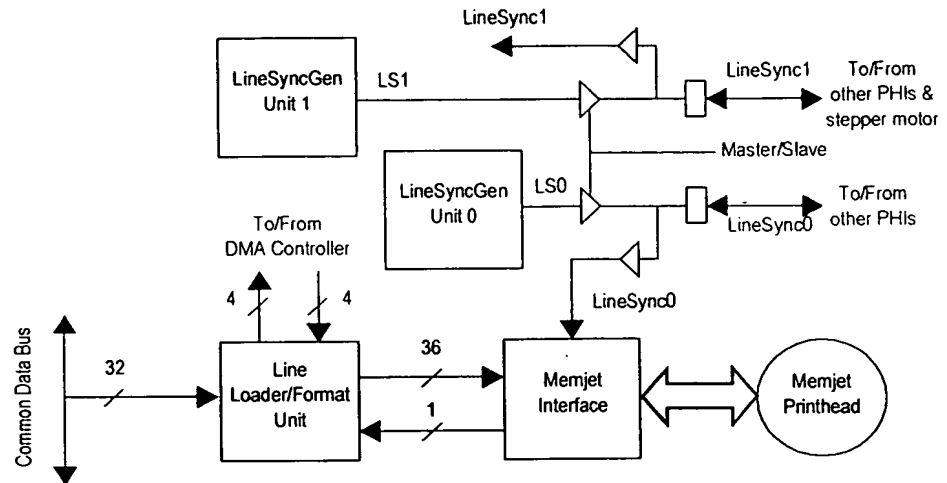 LineSync1
LineSyncGen
Unit 1
LS1
LineSync1
To/From
other PHIs &
stepper motor
Master/Slave
LineSyncGen
Unit 0
LS0
LineSync0
To/From
other PHIs
To/From
DMA Controller
4
4
LineSync0
Common Data Bus
32
Line
Loader/Format
Unit
36
1
Memjet
Interface
Memjet
Printhead